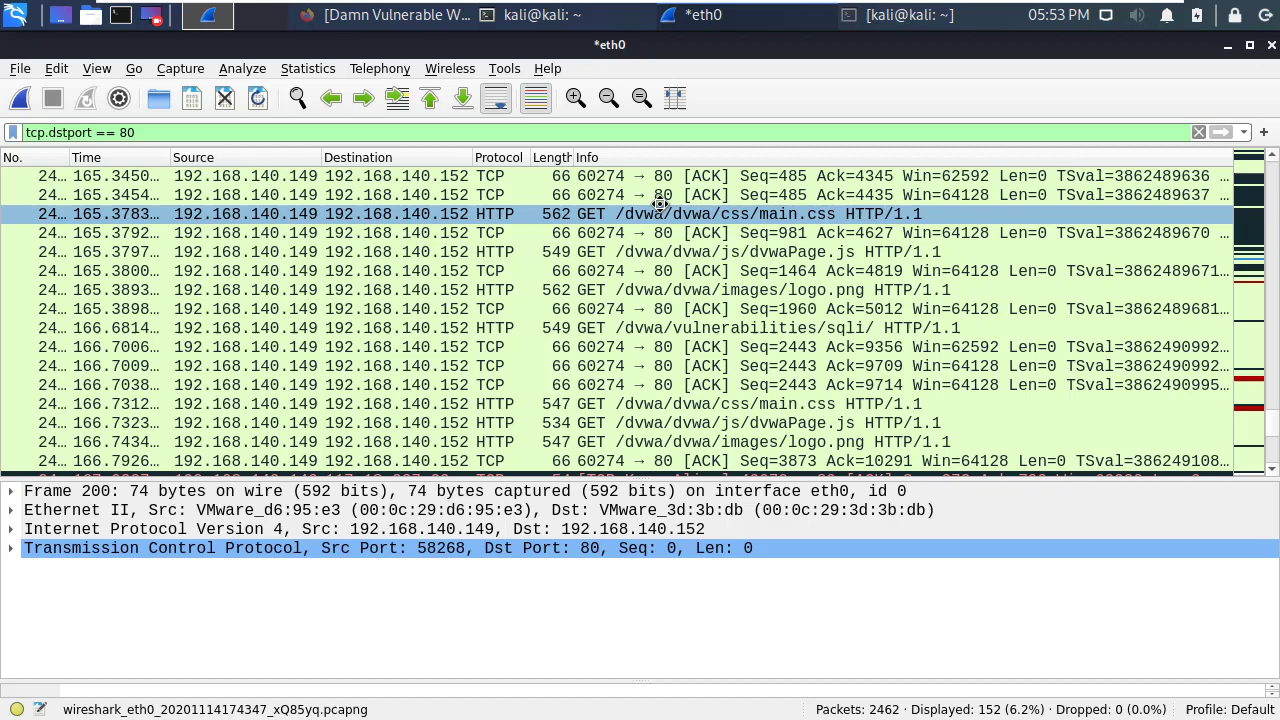 [Damn Vulnerable W... kali@kali: ~ *eth0 [kali@kali: ~] 05:53 PM
*eth0
File Edit View Go Capture Analyze Statistics Telephony Wireless Tools Help
tcp.dstport == 80
No. Time Source Destination Protocol Length Info
24… 165.3450… 192.168.140.149 192.168.140.152 TCP 66 60274 → 80 [ACK] Seq=485 Ack=4345 Win=62592 Len=0 TSval=3862489636 …
24… 165.3454… 192.168.140.149 192.168.140.152 TCP 66 60274 → 80 [ACK] Seq=485 Ack=4435 Win=64128 Len=0 TSval=3862489637 …
24… 165.3783… 192.168.140.149 192.168.140.152 HTTP 562 GET /dvwa/dvwa/css/main.css HTTP/1.1
24… 165.3792… 192.168.140.149 192.168.140.152 TCP 66 60274 → 80 [ACK] Seq=981 Ack=4627 Win=64128 Len=0 TSval=3862489670 …
24… 165.3797… 192.168.140.149 192.168.140.152 HTTP 549 GET /dvwa/dvwa/js/dvwaPage.js HTTP/1.1
24… 165.3800… 192.168.140.149 192.168.140.152 TCP 66 60274 → 80 [ACK] Seq=1464 Ack=4819 Win=64128 Len=0 TSval=3862489671…
24… 165.3893… 192.168.140.149 192.168.140.152 HTTP 562 GET /dvwa/dvwa/images/logo.png HTTP/1.1
24… 165.3898… 192.168.140.149 192.168.140.152 TCP 66 60274 → 80 [ACK] Seq=1960 Ack=5012 Win=64128 Len=0 TSval=3862489681…
24… 166.6814… 192.168.140.149 192.168.140.152 HTTP 549 GET /dvwa/vulnerabilities/sqli/ HTTP/1.1
24… 166.7006… 192.168.140.149 192.168.140.152 TCP 66 60274 → 80 [ACK] Seq=2443 Ack=9356 Win=62592 Len=0 TSval=3862490992…
24… 166.7009… 192.168.140.149 192.168.140.152 TCP 66 60274 → 80 [ACK] Seq=2443 Ack=9709 Win=64128 Len=0 TSval=3862490992…
24… 166.7038… 192.168.140.149 192.168.140.152 TCP 66 60274 → 80 [ACK] Seq=2443 Ack=9714 Win=64128 Len=0 TSval=3862490995…
24… 166.7312… 192.168.140.149 192.168.140.152 HTTP 547 GET /dvwa/dvwa/css/main.css HTTP/1.1
24… 166.7323… 192.168.140.149 192.168.140.152 HTTP 534 GET /dvwa/dvwa/js/dvwaPage.js HTTP/1.1
24… 166.7434… 192.168.140.149 192.168.140.152 HTTP 547 GET /dvwa/dvwa/images/logo.png HTTP/1.1
24… 166.7926… 192.168.140.149 192.168.140.152 TCP 66 60274 → 80 [ACK] Seq=3873 Ack=10291 Win=64128 Len=0 TSval=386249108…
Frame 200: 74 bytes on wire (592 bits), 74 bytes captured (592 bits) on interface eth0, id 0
Ethernet II, Src: VMware_d6:95:e3 (00:0c:29:d6:95:e3), Dst: VMware_3d:3b:db (00:0c:29:3d:3b:db)
Internet Protocol Version 4, Src: 192.168.140.149, Dst: 192.168.140.152
Transmission Control Protocol, Src Port: 58268, Dst Port: 80, Seq: 0, Len: 0
wireshark_eth0_20201114174347_xQ85yq.pcapng Packets: 2462 · Displayed: 152 (6.2%) · Dropped: 0 (0.0%) Profile: Default